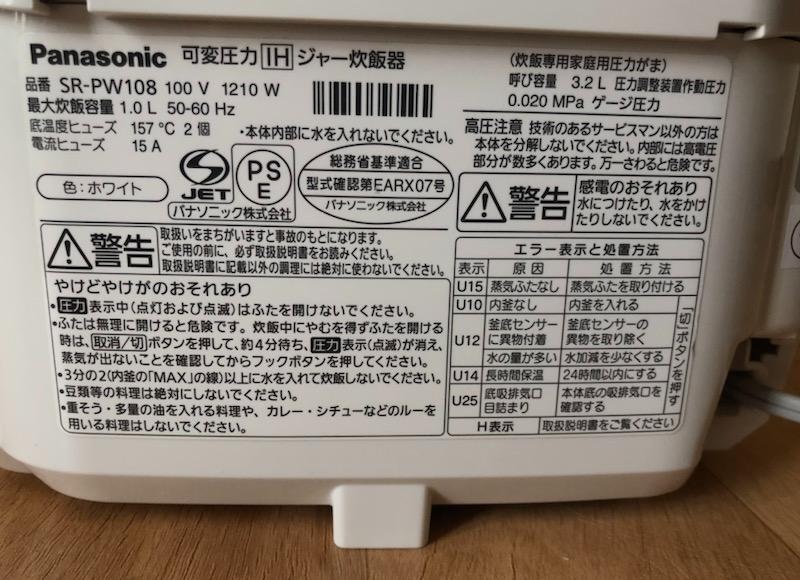 Panasonic 可変圧力IHジャー炊飯器
品番 SR-PW108 100 V 1210 W
最大炊飯容量 1.0 L 50-60 Hz
底温度ヒューズ 157 ℃ 2 個
電流ヒューズ 15 A
・本体内部に水を入れないでください。
色:ホワイト
JET
PS
E
パナソニック株式会社
総務省基準適合
型式確認第EARX07号
パナソニック株式会社
警告
取扱いをまちがいますと事故のもとになります。
ご使用の前に、必ず取扱説明書をお読みください。
取扱説明書に記載以外の調理には絶対に使わないでください。
やけどやけがのおそれあり
・圧力表示中(点灯および点滅)はふたを開けないでください。
・ふたは無理に開けると危険です。炊飯中にやむを得ずふたを開ける
時は、取消/切ボタンを押して、約4分待ち、圧力表示(点滅)が消え、
蒸気が出ないことを確認してからフックボタンを押してください。
・3分の2(内釜の「MAX」の線)以上に水を入れて炊飯しないでください。
・豆類等の料理は絶対にしないでください。
・重そう・多量の油を入れる料理や、カレー・シチューなどのルーを
用いる料理はしないでください。
(炊飯専用家庭用圧力がま)
呼び容量 3.2 L 圧力調整装置作動圧力
0.020 MPa ゲージ圧力
高圧注意 技術のあるサービスマン以外の方は
本体を分解しないでください。内部には高電圧
部分が数多くあります。万一さわると危険です。
警告
感電のおそれあり
水につけたり、水をかけ
たりしないでください。
エラー表示と処置方法
表示 原因 処置方法
U15 蒸気ふたなし 蒸気ふたを取り付ける
U10 内釜なし 内釜を入れる
U12 釜底センサー
に異物付着 釜底センサーの
異物を取り除く
水の量が多い 水加減を少なくする
U14 長時間保温 24時間以内にする
U25 底吸排気口
目詰まり 本体底の吸排気口を
確認する
「切」ボタンを押す
H表示 取扱説明書をご覧ください